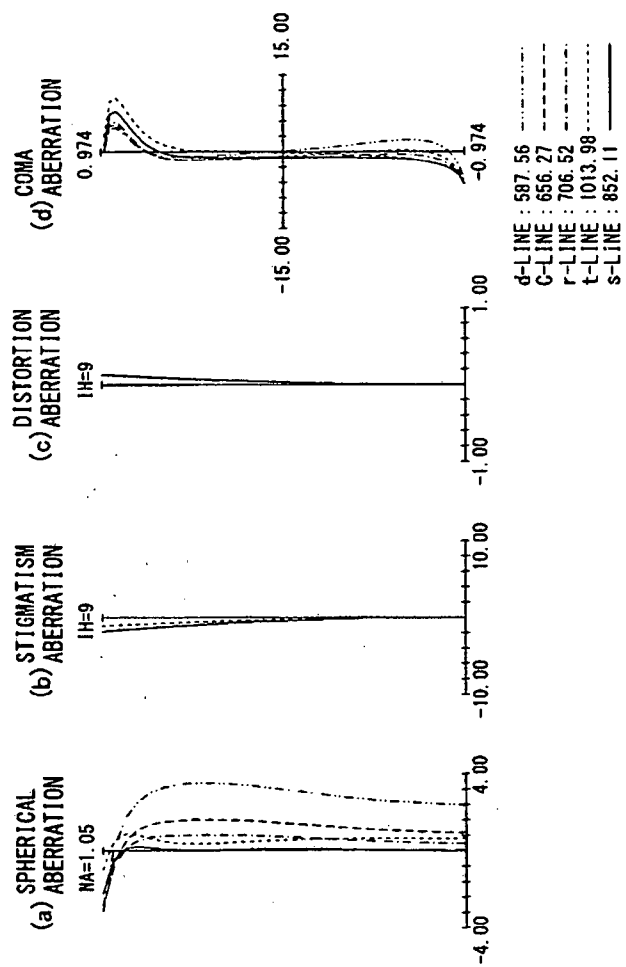 (a) SPHERICAL
ABERRATION
NA=1.05
-4.00
4.00
(b) STIGMATISM
ABERRATION
IH=9
-10.00
10.00
(c) DISTORTION
ABERRATION
IH=9
-1.00
1.00
(d) COMA
ABERRATION
0.974
-15.00
15.00
-0.974
d-LINE : 587.56
C-LINE : 656.27
r-LINE : 706.52
t-LINE : 1013.98
s-LiNE : 852.11